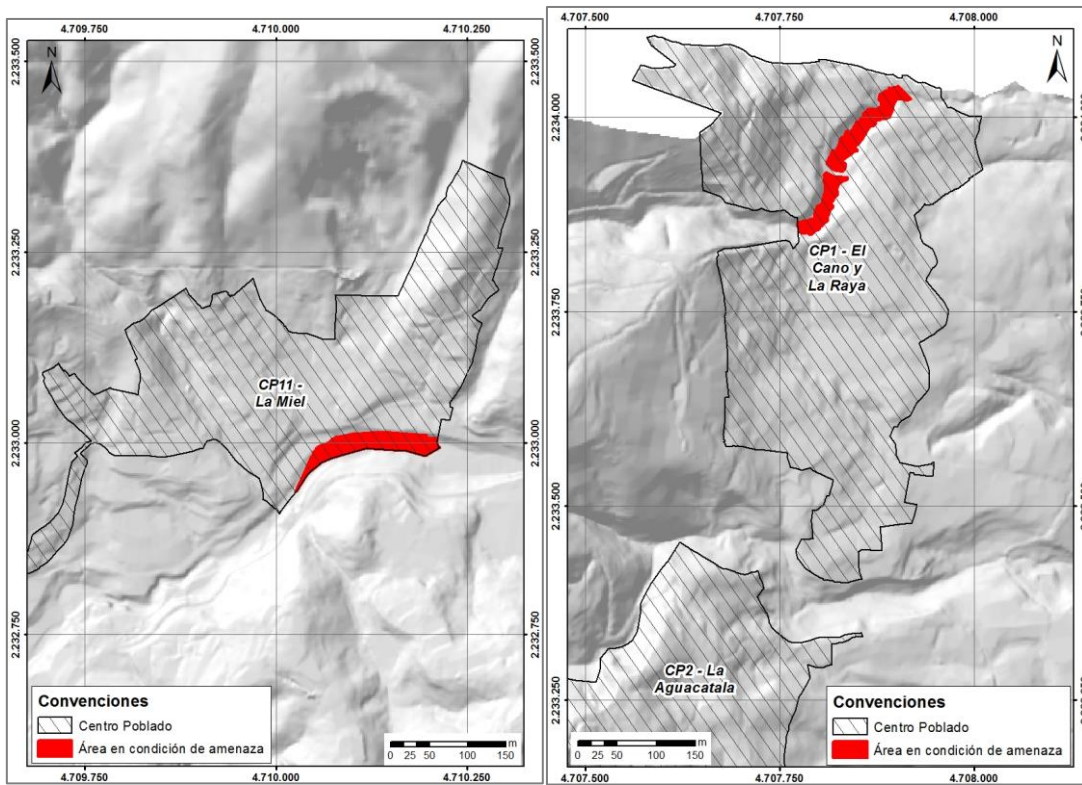 4.709.750
4.710.000
4.710.250
2.233.500
2.233.500
N
2.233.250
2.233.250
CP11 -
La Miel
2.233.000
2.233.000
2.232.750
2.232.750
Convenciones
Centro Poblado
Área en condición de amenaza
0 25 50 100 150
m
4.709.750
4.710.000
4.710.250
4.707.500
4.707.750
4.708.000
N
2.234.000
CP1 - El
Cano y
La Raya
2.233.750
2.233.500
CP2 - La
Aguacatala
2.233.250
Convenciones
Centro Poblado
Área en condición de amenaza
0 25 50 100 150
m
4.707.500
4.707.750
4.708.000